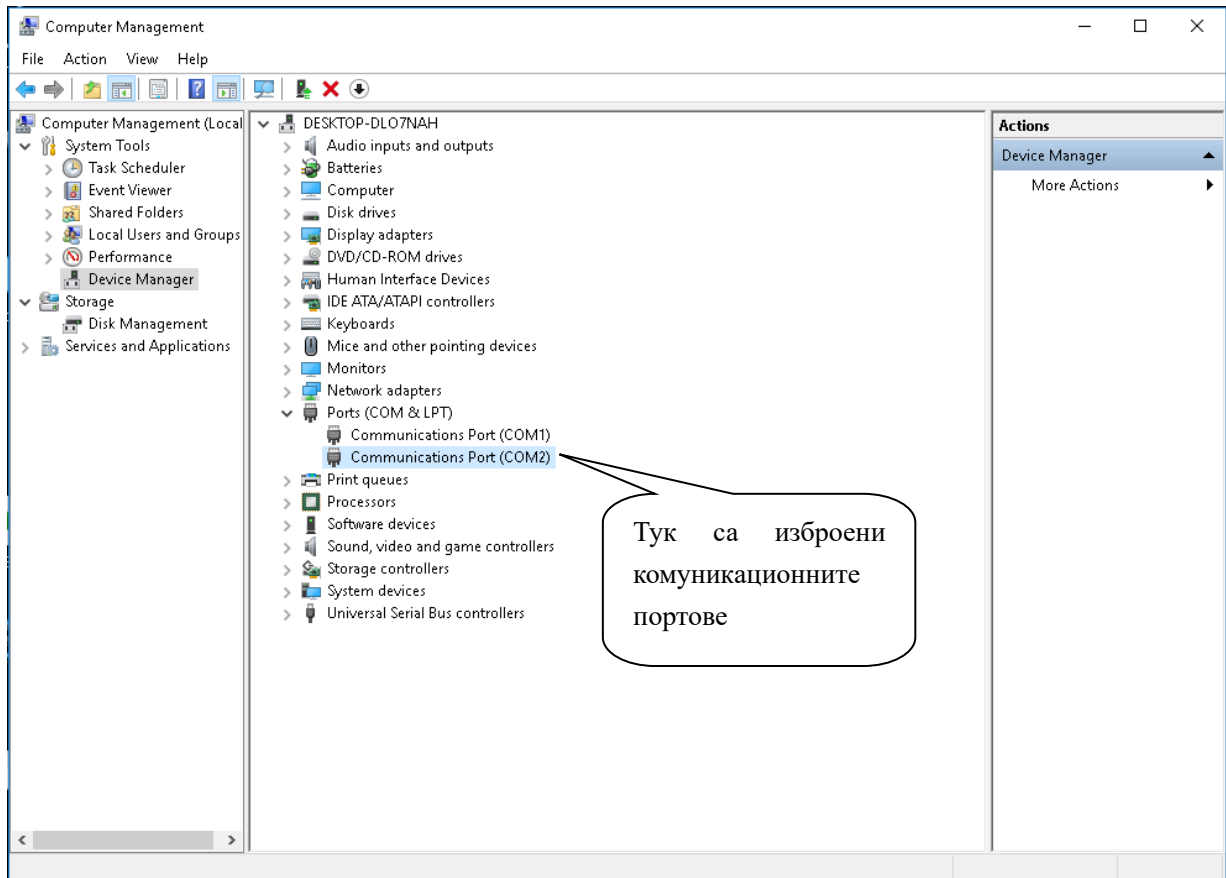 Computer Management
File Action View Help
Computer Management (Local
System Tools
Task Scheduler
Event Viewer
Shared Folders
Local Users and Groups
Performance
Device Manager
Storage
Disk Management
Services and Applications
DESKTOP-DLO7NAH
Audio inputs and outputs
Batteries
Computer
Disk drives
Display adapters
DVD/CD-ROM drives
Human Interface Devices
IDE ATA/ATAPI controllers
Keyboards
Mice and other pointing devices
Monitors
Network adapters
Ports (COM & LPT)
Communications Port (COM1)
Communications Port (COM2)
Print queues
Processors
Software devices
Sound, video and game controllers
Storage controllers
System devices
Universal Serial Bus controllers
Тук са изброени
комуникационните
портове
Actions
Device Manager
More Actions